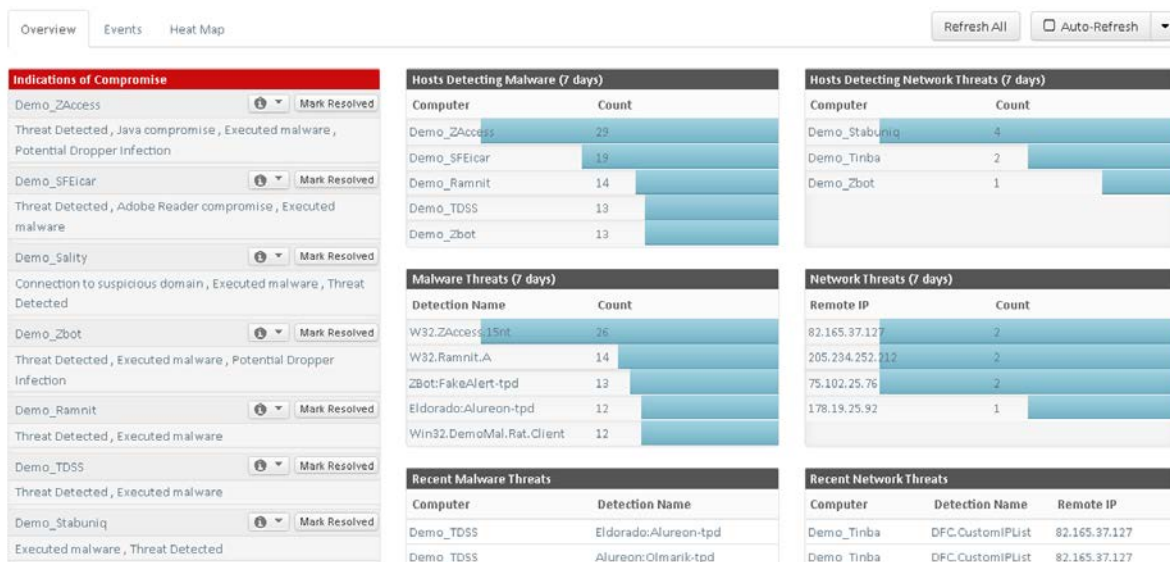 Overview Events Heat Map
Refresh All Auto-Refresh
Indications of Compromise
Demo_ZAccess Mark Resolved
Threat Detected , Java compromise , Executed malware ,
Potential Dropper Infection
Demo_SFEicar Mark Resolved
Threat Detected , Adobe Reader compromise , Executed
malware
Demo_Sality Mark Resolved
Connection to suspicious domain , Executed malware , Threat
Detected
Demo_Zbot Mark Resolved
Threat Detected , Executed malware , Potential Dropper
Infection
Demo_Ramnit Mark Resolved
Threat Detected , Executed malware
Demo_TDSS Mark Resolved
Threat Detected , Executed malware
Demo_Stabuniq Mark Resolved
Executed malware , Threat Detected
Hosts Detecting Malware (7 days)
Computer Count
Demo_ZAccess 29
Demo_SFEicar 19
Demo_Ramnit 14
Demo_TDSS 13
Demo_Zbot 13
Malware Threats (7 days)
Detection Name Count
W32.ZAccess.15nt 26
W32.Ramnit.A 14
ZBot:FakeAlert-tpd 13
Eldorado:Alureon-tpd 12
Win32.DemoMal.Rat.Client 12
Recent Malware Threats
Computer Detection Name
Demo_TDSS Eldorado:Alureon-tpd
Demo_TDSS Alureon:Olmarik-tpd
Hosts Detecting Network Threats (7 days)
Computer Count
Demo_Stabuniq 4
Demo_Tinba 2
Demo_Zbot 1
Network Threats (7 days)
Remote IP Count
82.165.37.127 2
205.234.252.212 2
75.102.25.76 2
178.19.25.92 1
Recent Network Threats
Computer Detection Name Remote IP
Demo_Tinba DFC.CustomIPList 82.165.37.127
Demo_Tinba DFC.CustomIPList 82.165.37.127